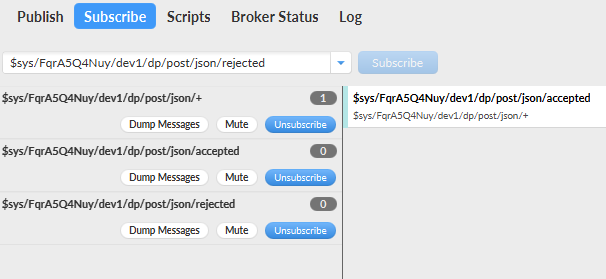 Publish Subscribe Scripts Broker Status Log
$sys/FqrA5Q4Nuy/dev1/dp/post/json/rejected Subscribe
$sys/FqrA5Q4Nuy/dev1/dp/post/json/+ 1
Dump Messages Mute Unsubscribe
$sys/FqrA5Q4Nuy/dev1/dp/post/json/accepted 0
Dump Messages Mute Unsubscribe
$sys/FqrA5Q4Nuy/dev1/dp/post/json/rejected 0
Dump Messages Mute Unsubscribe
$sys/FqrA5Q4Nuy/dev1/dp/post/json/accepted
$sys/FqrA5Q4Nuy/dev1/dp/post/json/+